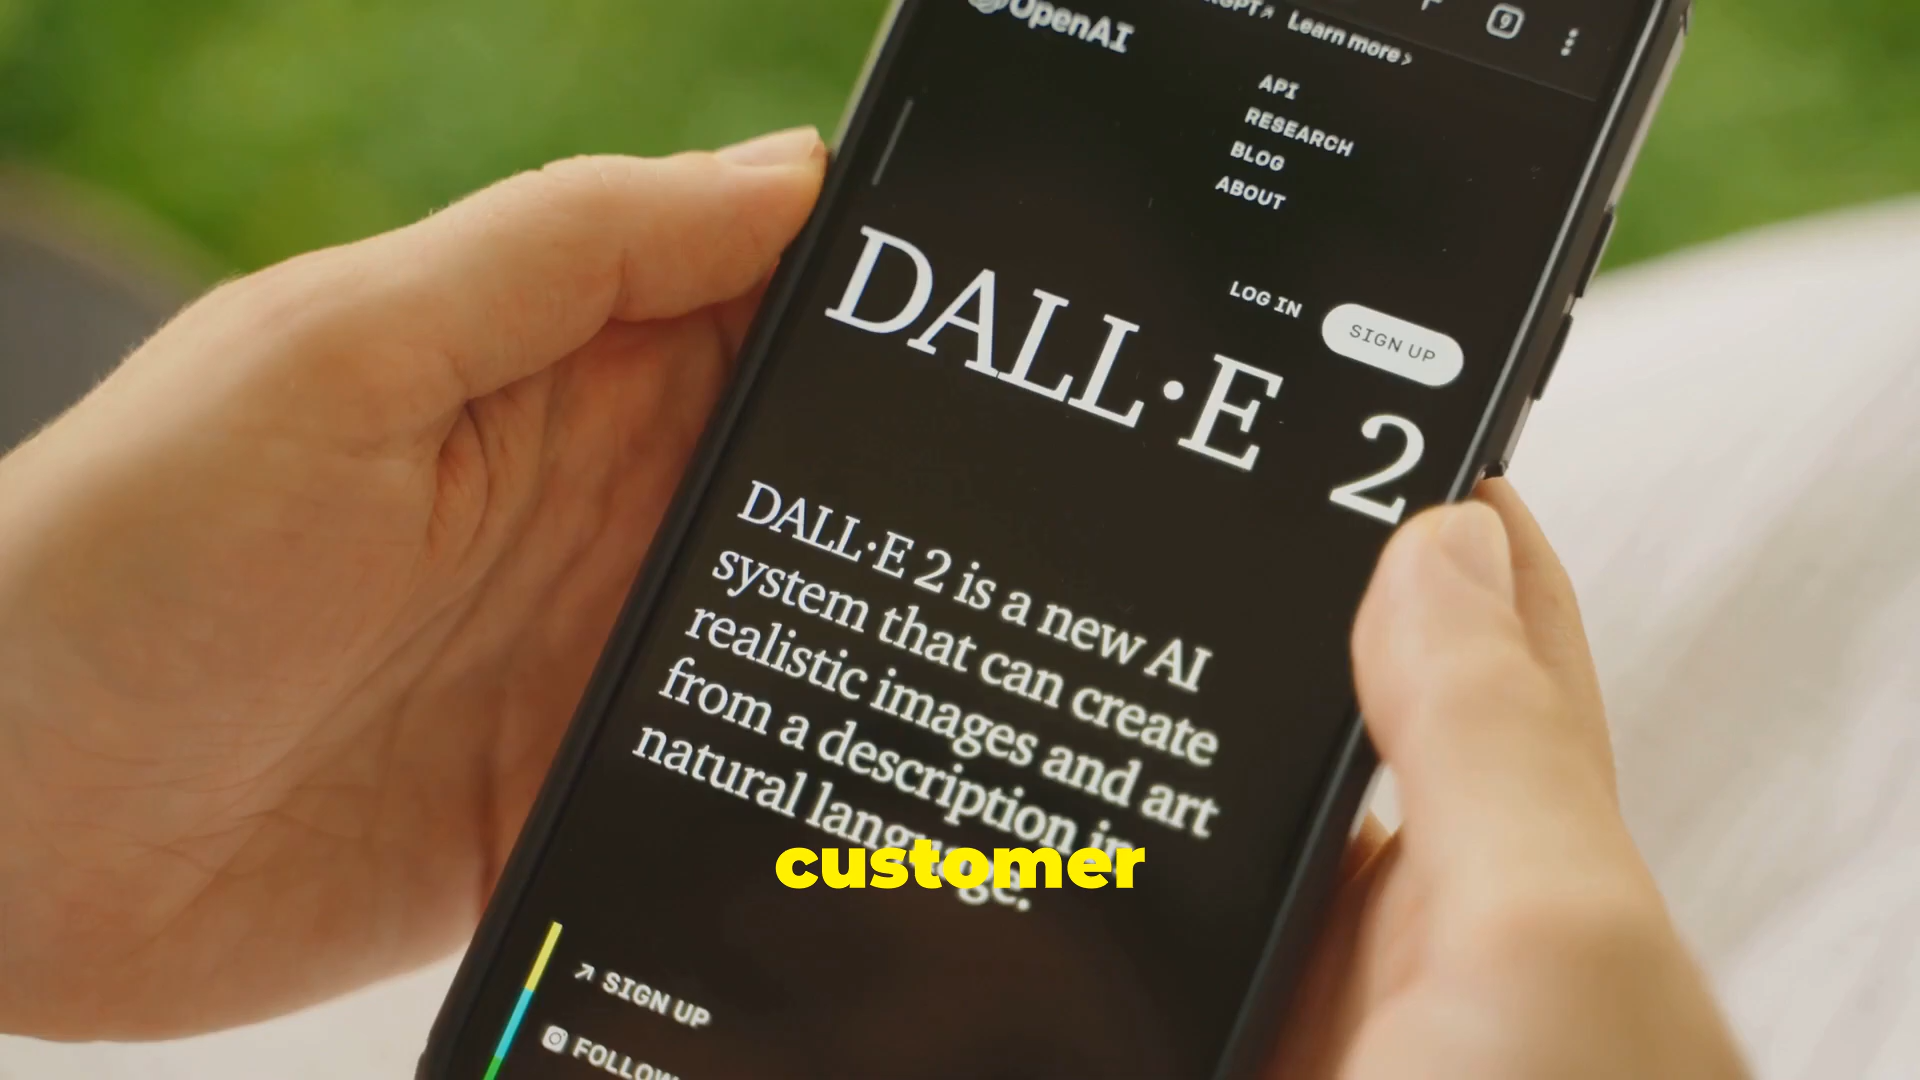 OpenAI
Learn more >
9
API
RESEARCH
BLOG
ABOUT
LOG IN
SIGN UP
DALL·E 2
DALL·E 2 is a new AI
system that can create
realistic images and art
from a description in
natural language.
customer
↗ SIGN UP
FOLLOW